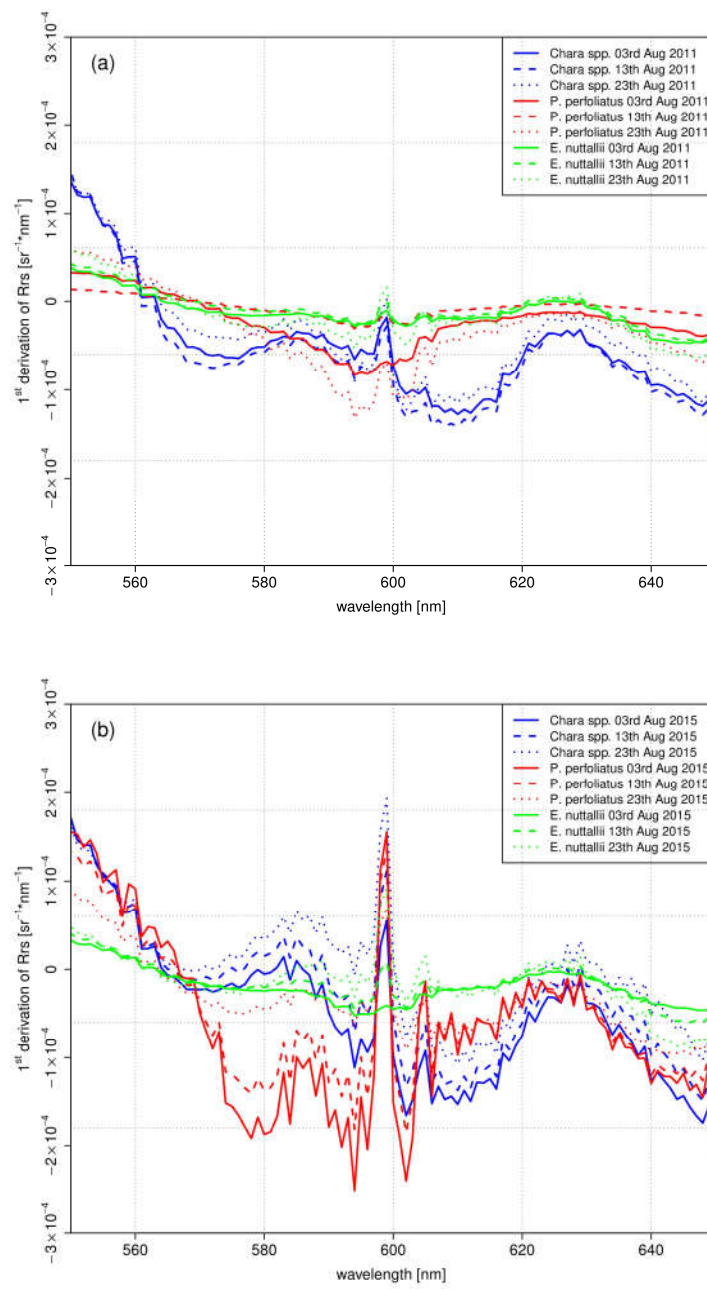 (a)
Chara spp. 03rd Aug 2011
Chara spp. 13th Aug 2011
Chara spp. 23th Aug 2011
P. perfoliatus 03rd Aug 2011
P. perfoliatus 13th Aug 2011
P. perfoliatus 23th Aug 2011
E. nuttallii 03rd Aug 2011
E. nuttallii 13th Aug 2011
E. nuttallii 23th Aug 2011
3×10⁻⁴
2×10⁻⁴
1×10⁻⁴
0
−1×10⁻⁴
−2×10⁻⁴
−3×10⁻⁴
1ˢᵗ derivation of Rrs [sr⁻¹*nm⁻¹]
560 580 600 620 640
wavelength [nm]
(b)
Chara spp. 03rd Aug 2015
Chara spp. 13th Aug 2015
Chara spp. 23th Aug 2015
P. perfoliatus 03rd Aug 2015
P. perfoliatus 13th Aug 2015
P. perfoliatus 23th Aug 2015
E. nuttallii 03rd Aug 2015
E. nuttallii 13th Aug 2015
E. nuttallii 23th Aug 2015
3×10⁻⁴
2×10⁻⁴
1×10⁻⁴
0
−1×10⁻⁴
−2×10⁻⁴
−3×10⁻⁴
1ˢᵗ derivation of Rrs [sr⁻¹*nm⁻¹]
560 580 600 620 640
wavelength [nm]